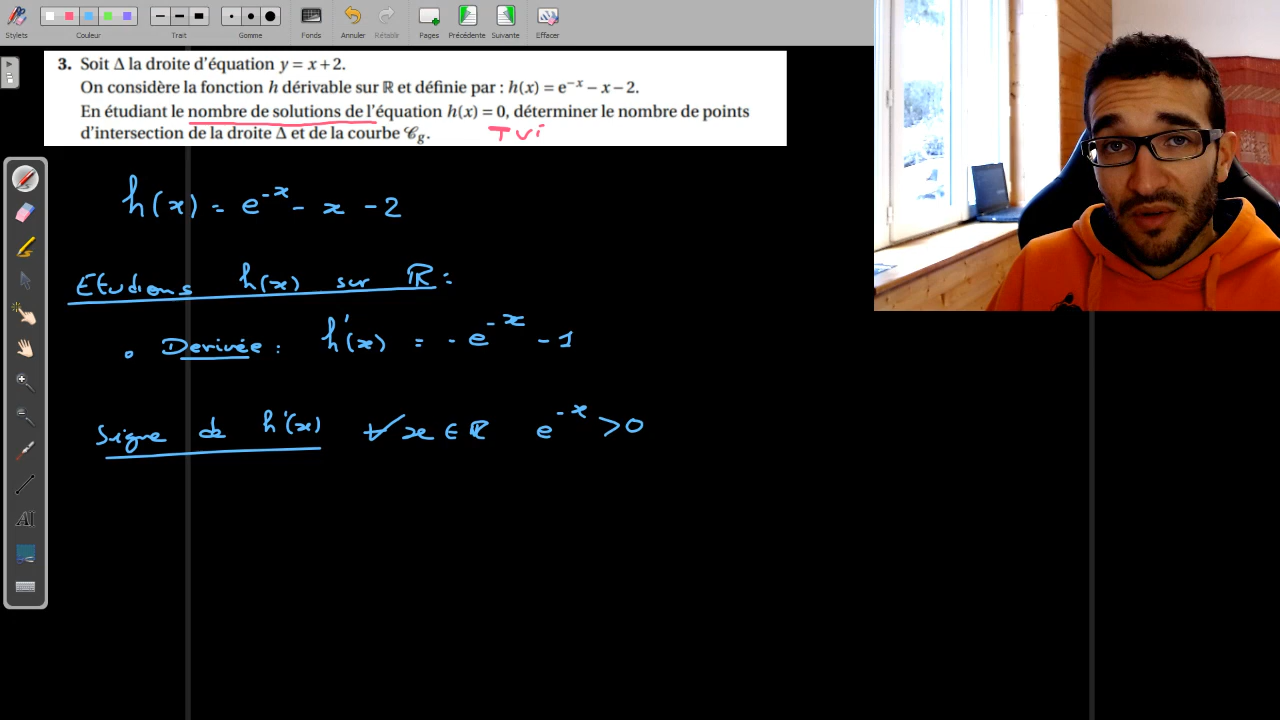 Stylets Couleur Trait Gomme Fonds Annuler Rétablir Pages Précédente Suivante Effacer
3. Soit Δ la droite d'équation y = x + 2.
On considère la fonction h dérivable sur ℝ et définie par : h(x) = e⁻ˣ − x − 2.
En étudiant le nombre de solutions de l'équation h(x) = 0, déterminer le nombre de points
d'intersection de la droite Δ et de la courbe 𝒞g.
Tvi
h(x) = e⁻ˣ - x - 2
Etudions h(x) sur ℝ :
• Derivée : h'(x) = - e⁻ˣ - 1
Signe de h'(x) ∀ x ∈ ℝ e⁻ˣ > 0
AI